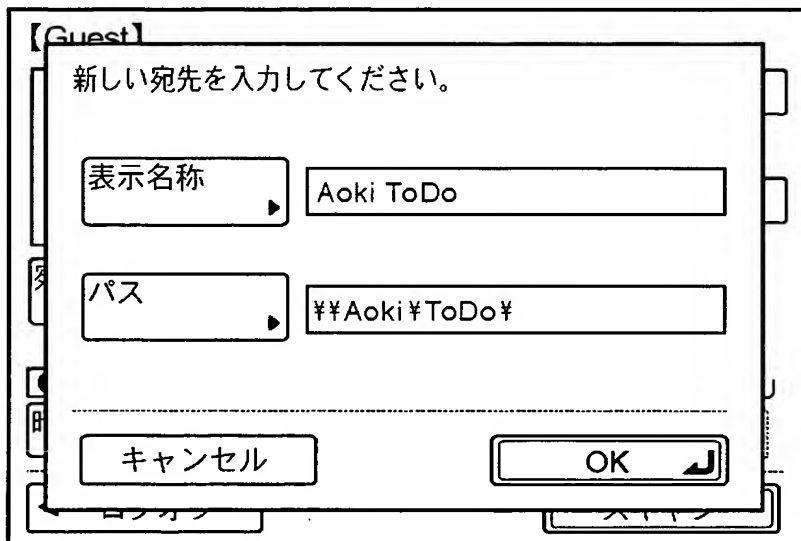 【Guest】
新しい宛先を入力してください。
表示名称
Aoki ToDo
パス
¥¥Aoki¥ToDo¥
キャンセル
OK